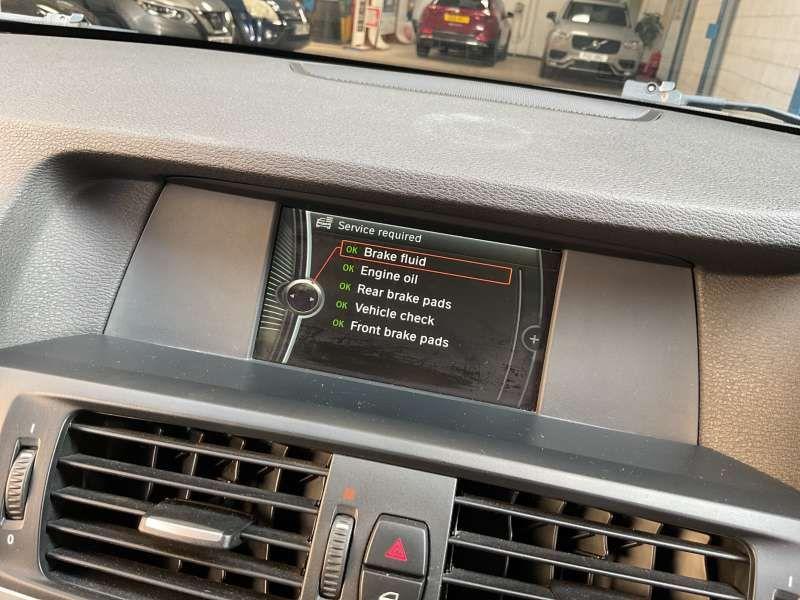 Service required
OK Brake fluid
OK Engine oil
OK Rear brake pads
OK Vehicle check
OK Front brake pads
+
I
0